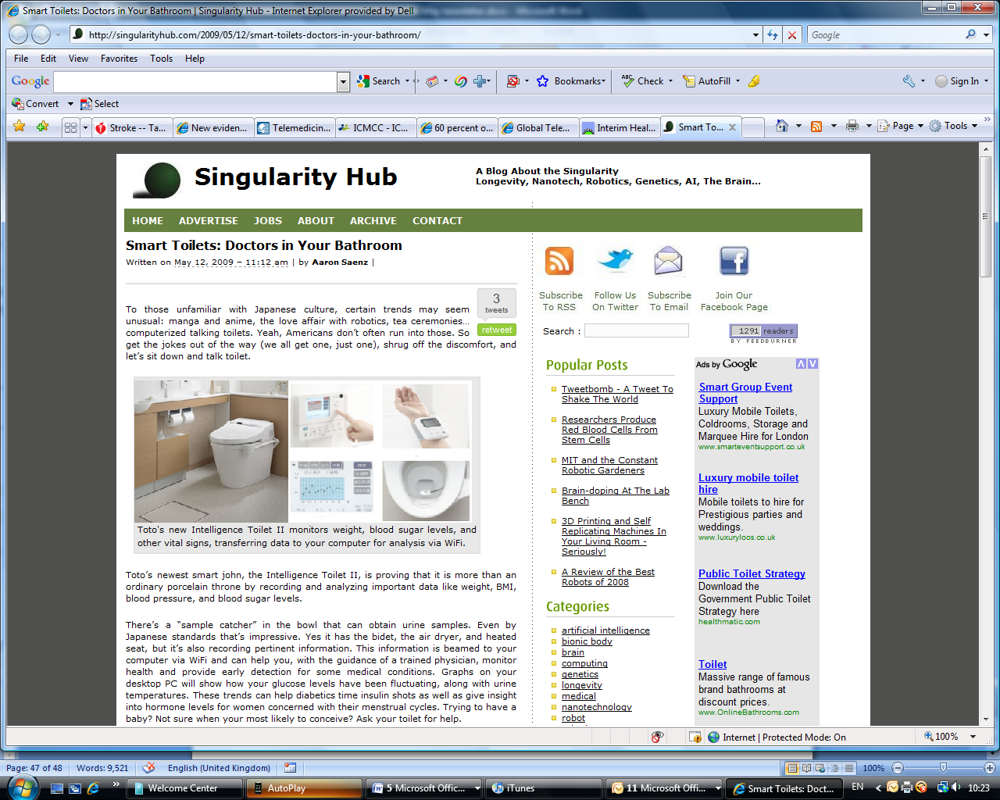 Smart Toilets: Doctors in Your Bathroom | Singularity Hub - Internet Explorer provided by Dell
http://singularityhub.com/2009/05/12/smart-toilets-doctors-in-your-bathroom/
Google
File Edit View Favorites Tools Help
Google Search Bookmarks ABC Check AutoFill Sign In
Convert Select
Stroke -- Ta... New eviden... Telemedicin... ICMCC - IC... 60 percent o... Global Tele... Interim Heal... Smart To... Page Tools
Singularity Hub
A Blog About the Singularity
Longevity, Nanotech, Robotics, Genetics, AI, The Brain...
HOME ADVERTISE JOBS ABOUT ARCHIVE CONTACT
Smart Toilets: Doctors in Your Bathroom
Written on May 12, 2009 – 11:12 am | by Aaron Saenz |
3
tweets
retweet
To those unfamiliar with Japanese culture, certain trends may seem
unusual: manga and anime, the love affair with robotics, tea ceremonies...
computerized talking toilets. Yeah, Americans don't often run into those. So
get the jokes out of the way (we all get one, just one), shrug off the discomfort, and
let's sit down and talk toilet.
Toto's new Intelligence Toilet II monitors weight, blood sugar levels, and
other vital signs, transferring data to your computer for analysis via WiFi.
Toto's newest smart john, the Intelligence Toilet II, is proving that it is more than an
ordinary porcelain throne by recording and analyzing important data like weight, BMI,
blood pressure, and blood sugar levels.
There's a “sample catcher” in the bowl that can obtain urine samples. Even by
Japanese standards that's impressive. Yes it has the bidet, the air dryer, and heated
seat, but it's also recording pertinent information. This information is beamed to your
computer via WiFi and can help you, with the guidance of a trained physician, monitor
health and provide early detection for some medical conditions. Graphs on your
desktop PC will show how your glucose levels have been fluctuating, along with urine
temperatures. These trends can help diabetics time insulin shots as well as give insight
into hormone levels for women concerned with their menstrual cycles. Trying to have a
baby? Not sure when your most likely to conceive? Ask your toilet for help.
Subscribe
To RSS
Follow Us
On Twitter
Subscribe
To Email
Join Our
Facebook Page
Search :
1291 readers
BY FEEDBURNER
Popular Posts
Tweetbomb - A Tweet To
Shake The World
Researchers Produce
Red Blood Cells From
Stem Cells
MIT and the Constant
Robotic Gardeners
Brain-doping At The Lab
Bench
3D Printing and Self
Replicating Machines In
Your Living Room -
Seriously!
A Review of the Best
Robots of 2008
Categories
artificial intelligence
bionic body
brain
computing
genetics
longevity
medical
nanotechnology
robot
Ads by Google
Smart Group Event
Support
Luxury Mobile Toilets,
Coldrooms, Storage and
Marquee Hire for London
www.smarteventsupport.co.uk
Luxury mobile toilet
hire
Mobile toilets to hire for
Prestigious parties and
weddings.
www.luxuryloos.co.uk
Public Toilet Strategy
Download the
Government Public Toilet
Strategy here
healthmatic.com
Toilet
Massive range of famous
brand bathrooms at
discount prices.
www.OnlineBathrooms.com
Internet | Protected Mode: On 100%
Page: 47 of 48 Words: 9,521 English (United Kingdom) 100%
Welcome Center AutoPlay 5 Microsoft Offic... iTunes 11 Microsoft Offi... Smart Toilets: Doct... EN 10:23